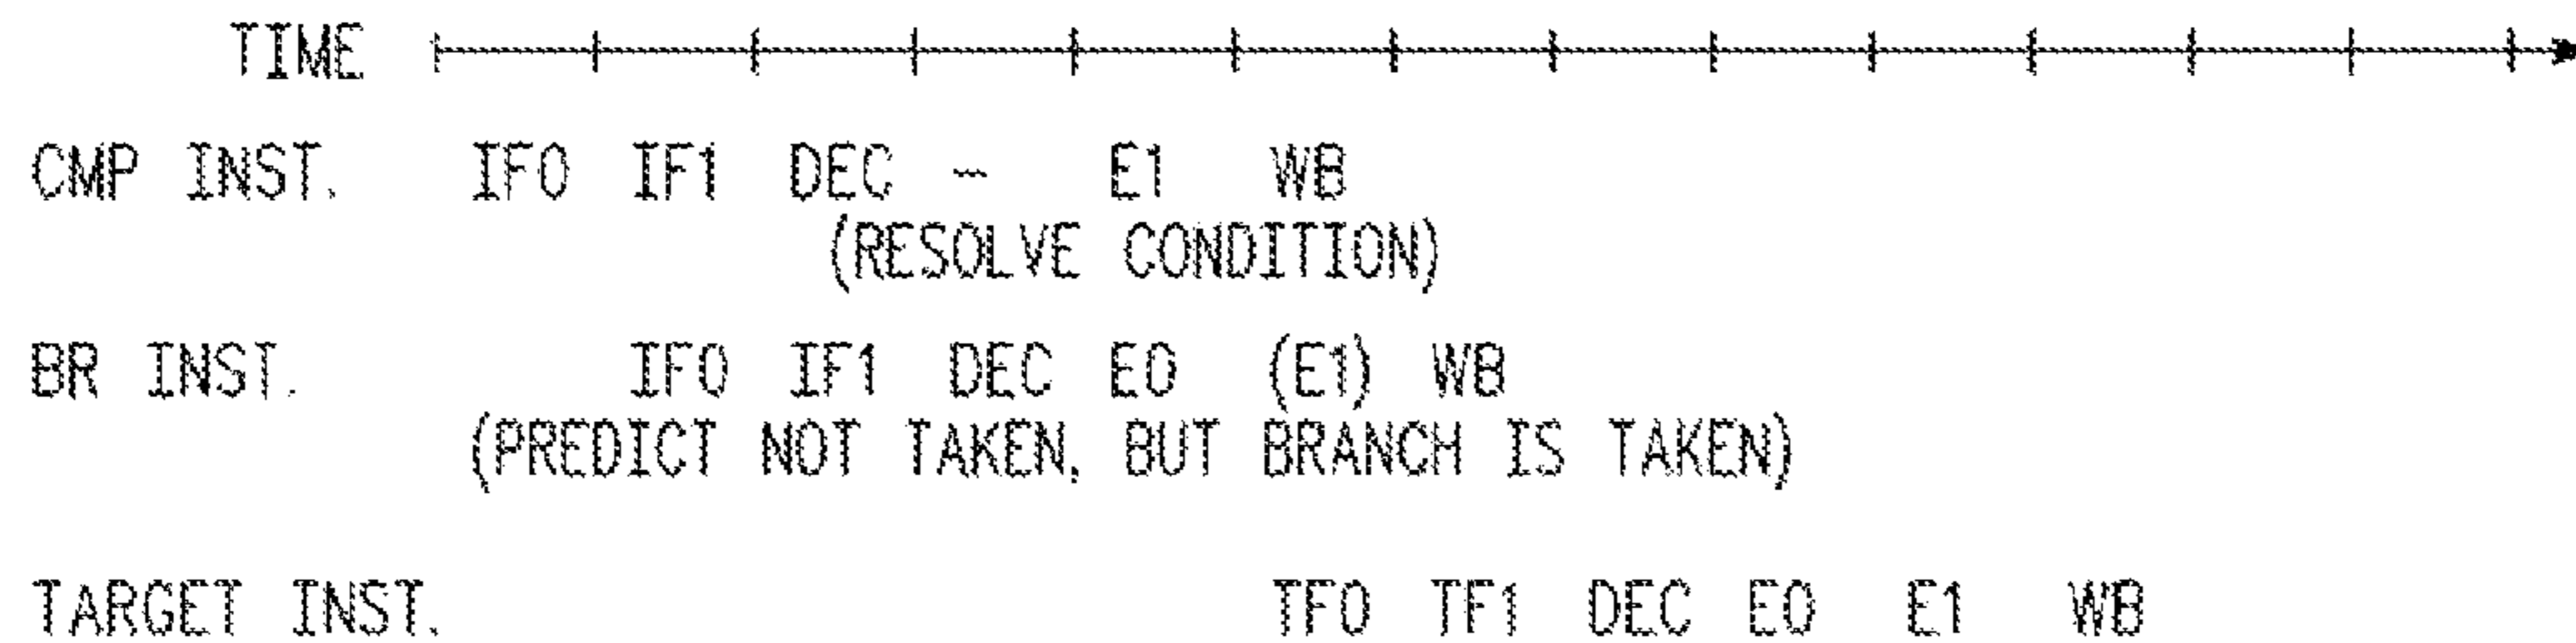 TIME
CMP INST. IF0 IF1 DEC - E1 WB
(RESOLVE CONDITION)
BR INST. IF0 IF1 DEC E0 (E1) WB
(PREDICT NOT TAKEN, BUT BRANCH IS TAKEN)
TARGET INST. TF0 TF1 DEC E0 E1 WB